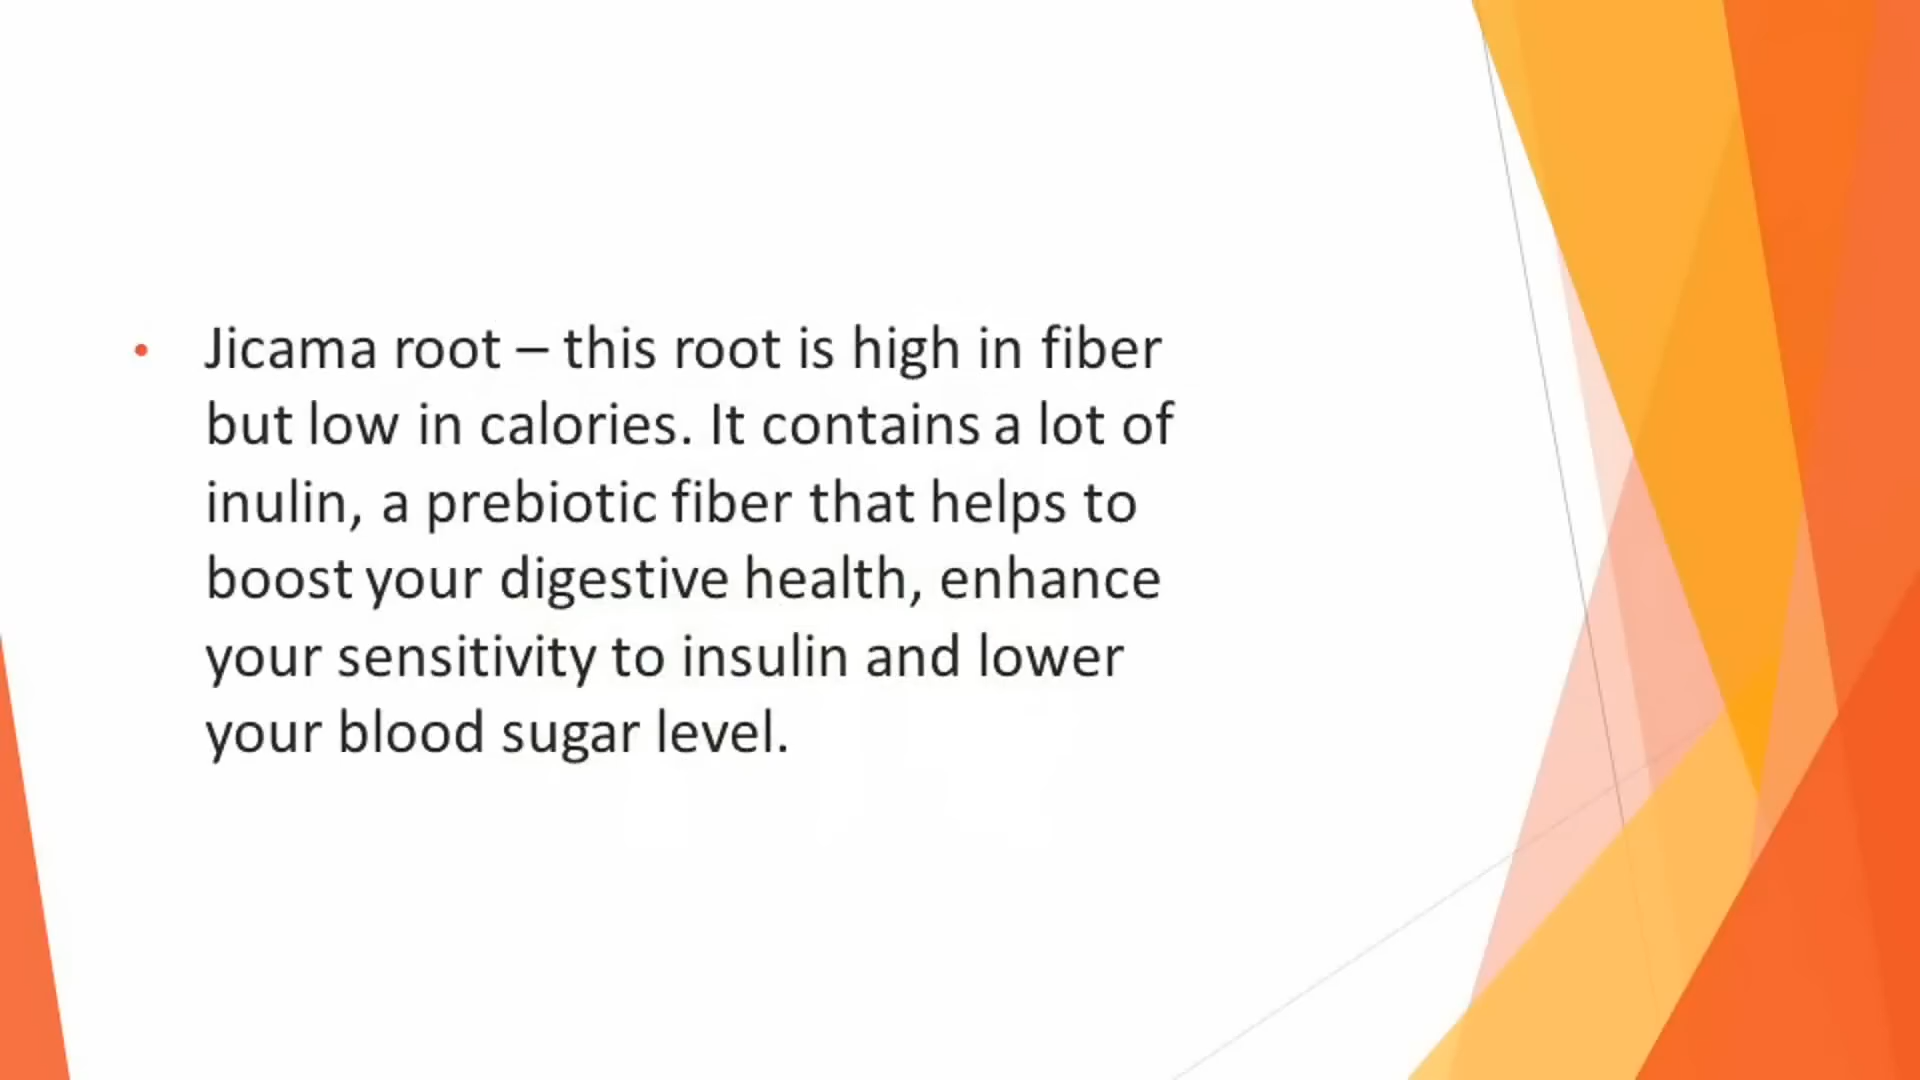 • Jicama root – this root is high in fiber
but low in calories. It contains a lot of
inulin, a prebiotic fiber that helps to
boost your digestive health, enhance
your sensitivity to insulin and lower
your blood sugar level.